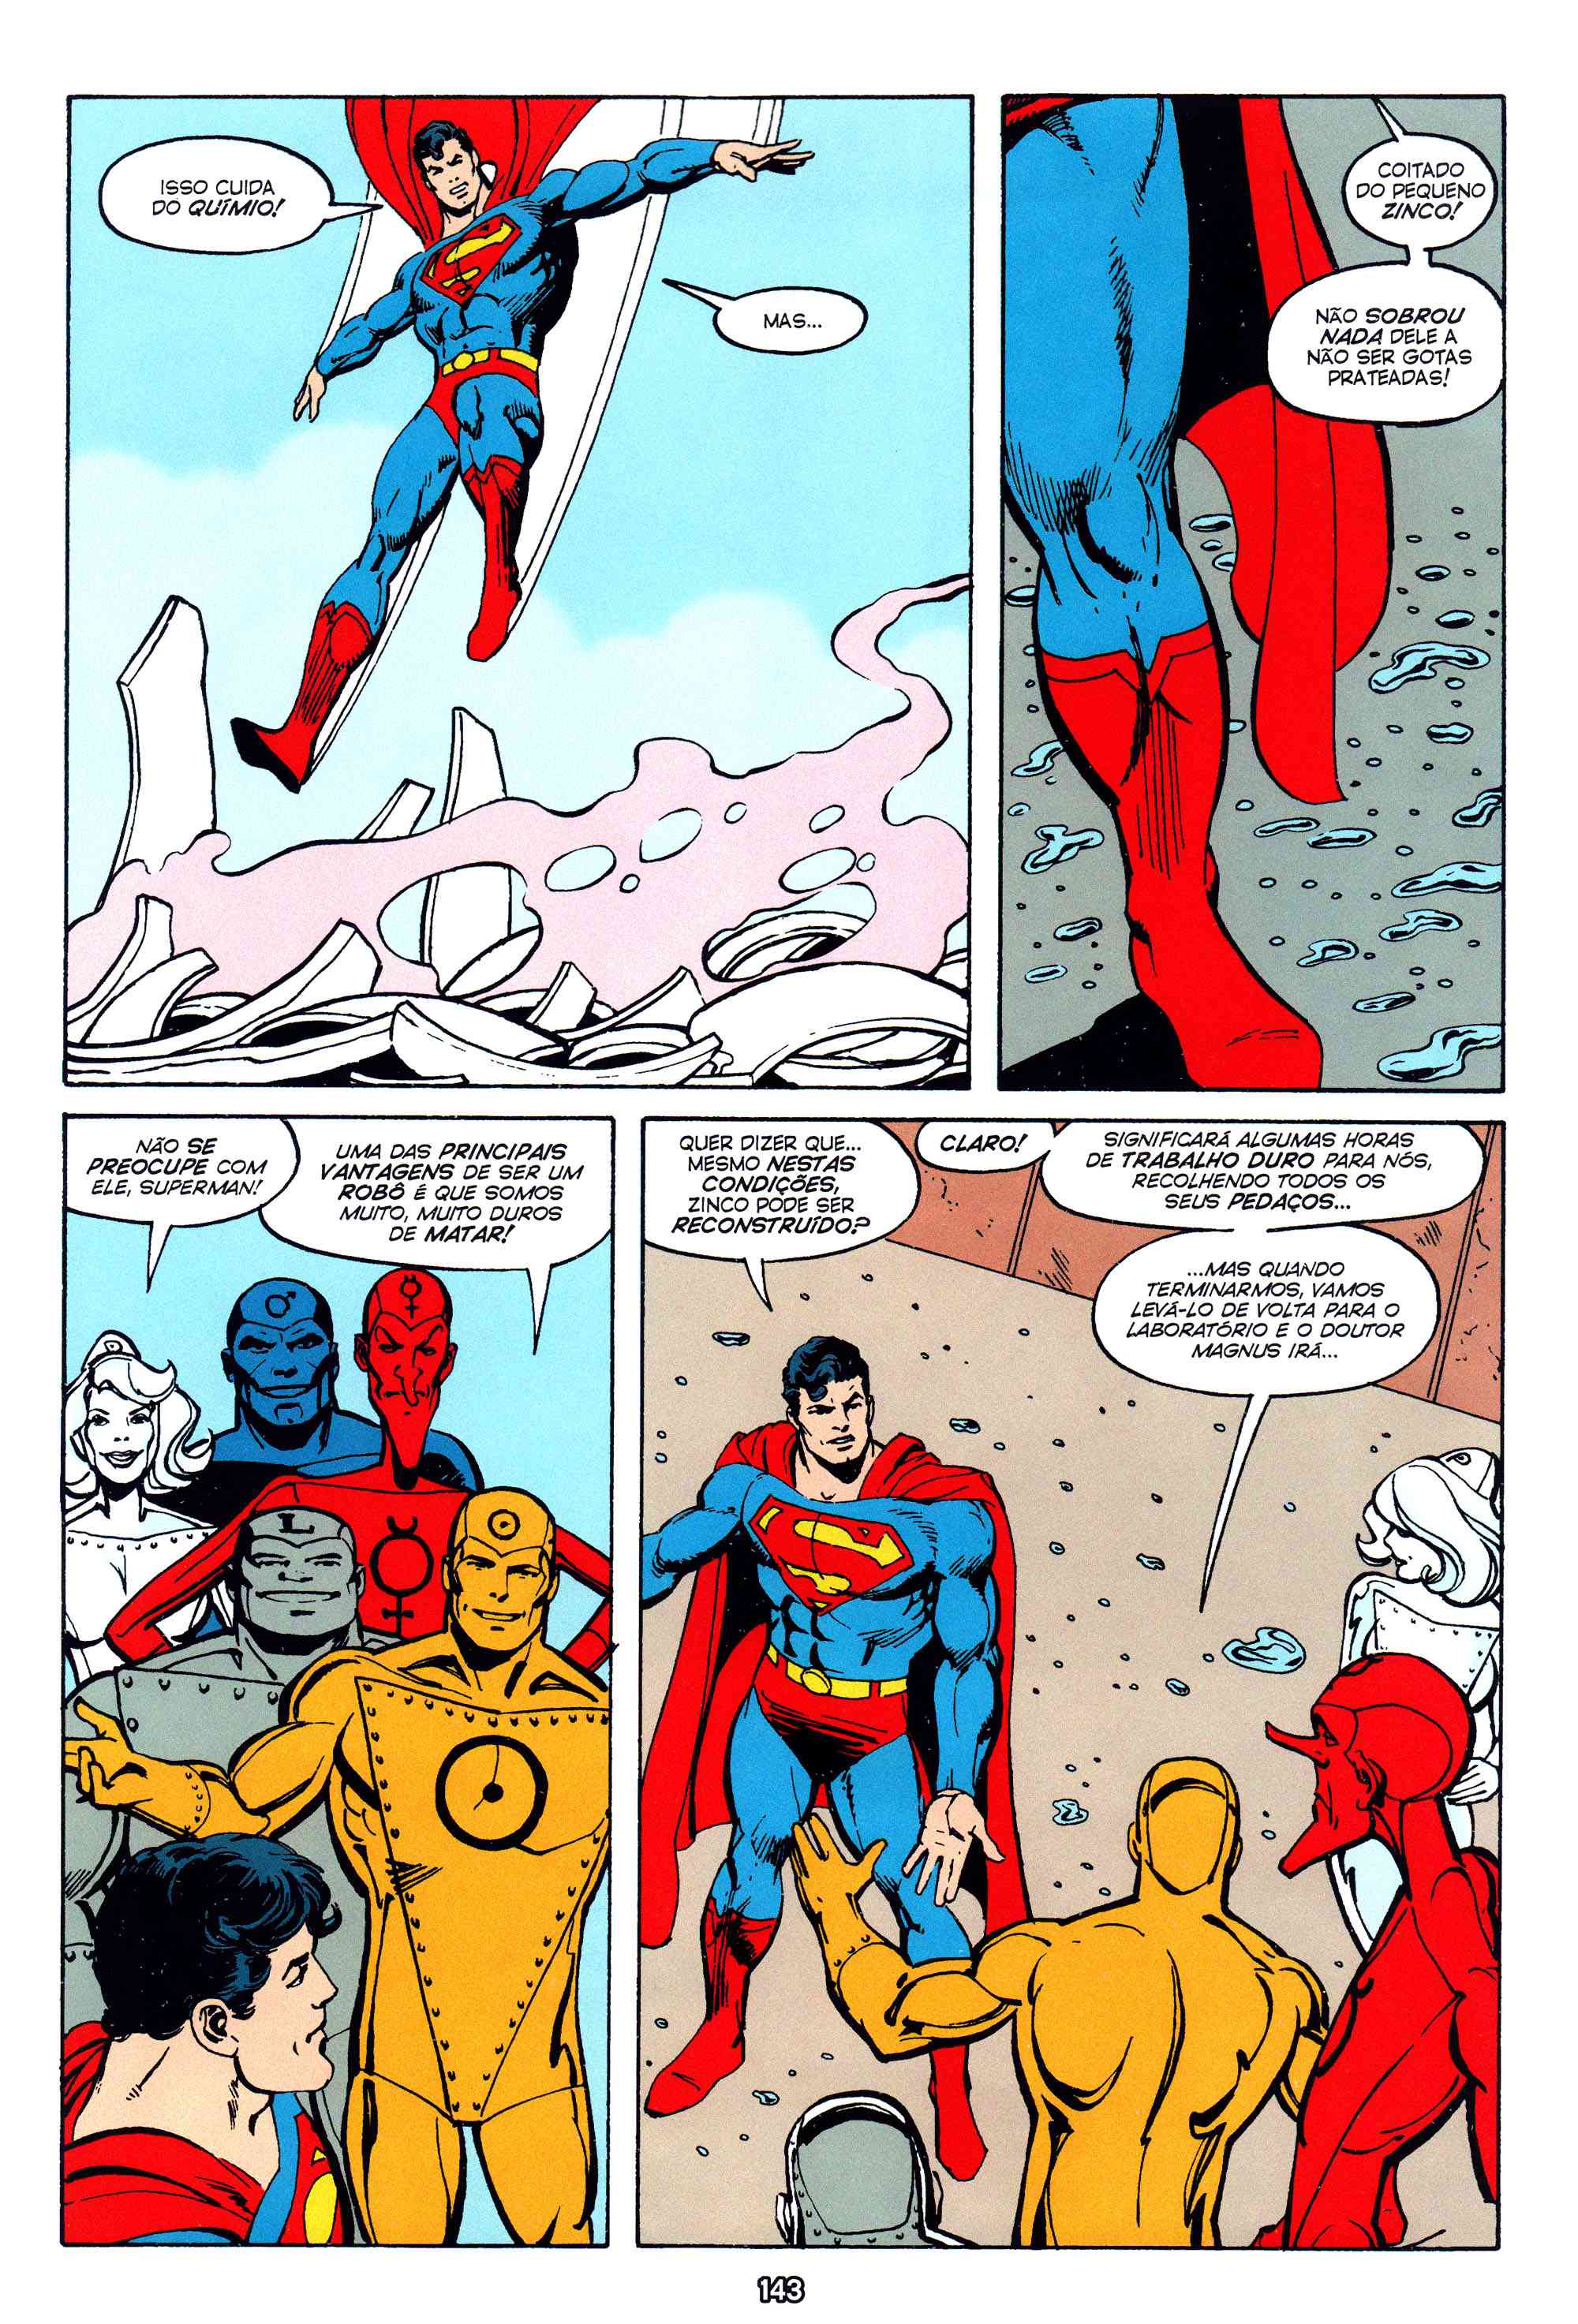 ISSO CUIDA
DO QUÍMIO!
MAS...
COITADO
DO PEQUENO
ZINCO!
NÃO SOBROU
NADA DELE A
NÃO SER GOTAS
PRATEADAS!
NÃO SE
PREOCUPE COM
ELE, SUPERMAN!
UMA DAS PRINCIPAIS
VANTAGENS DE SER UM
ROBÔ É QUE SOMOS
MUITO, MUITO DUROS
DE MATAR!
L
QUER DIZER QUE...
MESMO NESTAS
CONDIÇÕES,
ZINCO PODE SER
RECONSTRUÍDO?
CLARO!
SIGNIFICARÁ ALGUMAS HORAS
DE TRABALHO DURO PARA NÓS,
RECOLHENDO TODOS OS
SEUS PEDAÇOS...
...MAS QUANDO
TERMINARMOS, VAMOS
LEVÁ-LO DE VOLTA PARA O
LABORATÓRIO E O DOUTOR
MAGNUS IRÁ...
143